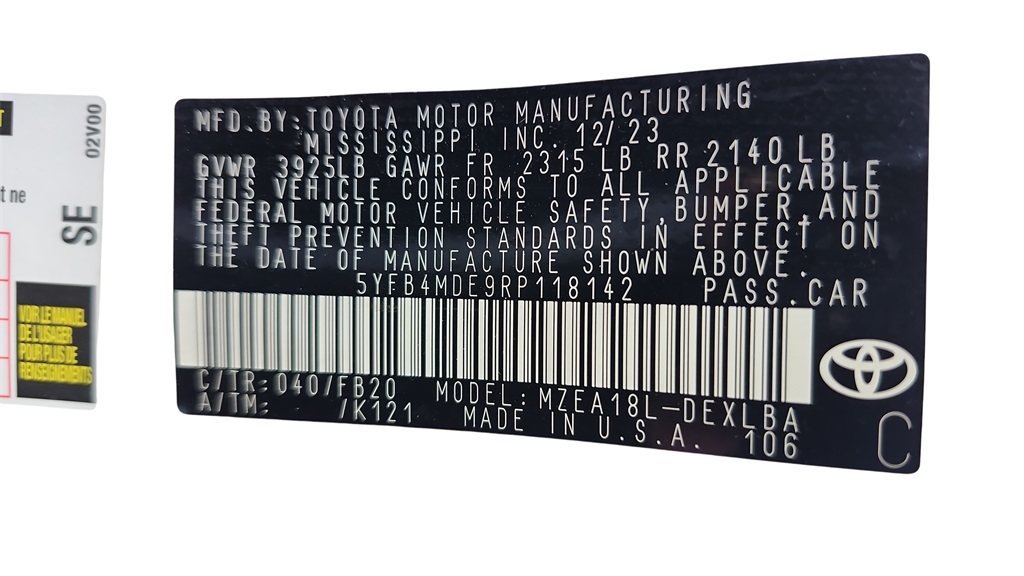 MFD.BY:TOYOTA MOTOR MANUFACTURING
MISSISSIPPI INC. 12/23
GVWR 3925LB GAWR FR 2315 LB RR 2140 LB
THIS VEHICLE CONFORMS TO ALL APPLICABLE
FEDERAL MOTOR VEHICLE SAFETY,BUMPER,AND
THEFT PREVENTION STANDARDS IN EFFECT ON
THE DATE OF MANUFACTURE SHOWN ABOVE.
5YFB4MDE9RP118142 PASS.CAR
C/TR:040/FB20 MODEL:MZEA18L-DEXLBA
A/TM: /K121 MADE IN U.S.A. 106
C
02V00
T
t ne
SE
VOIR LE MANUEL
DE L'USAGER
POUR PLUS DE
RENSEIGNEMENTS